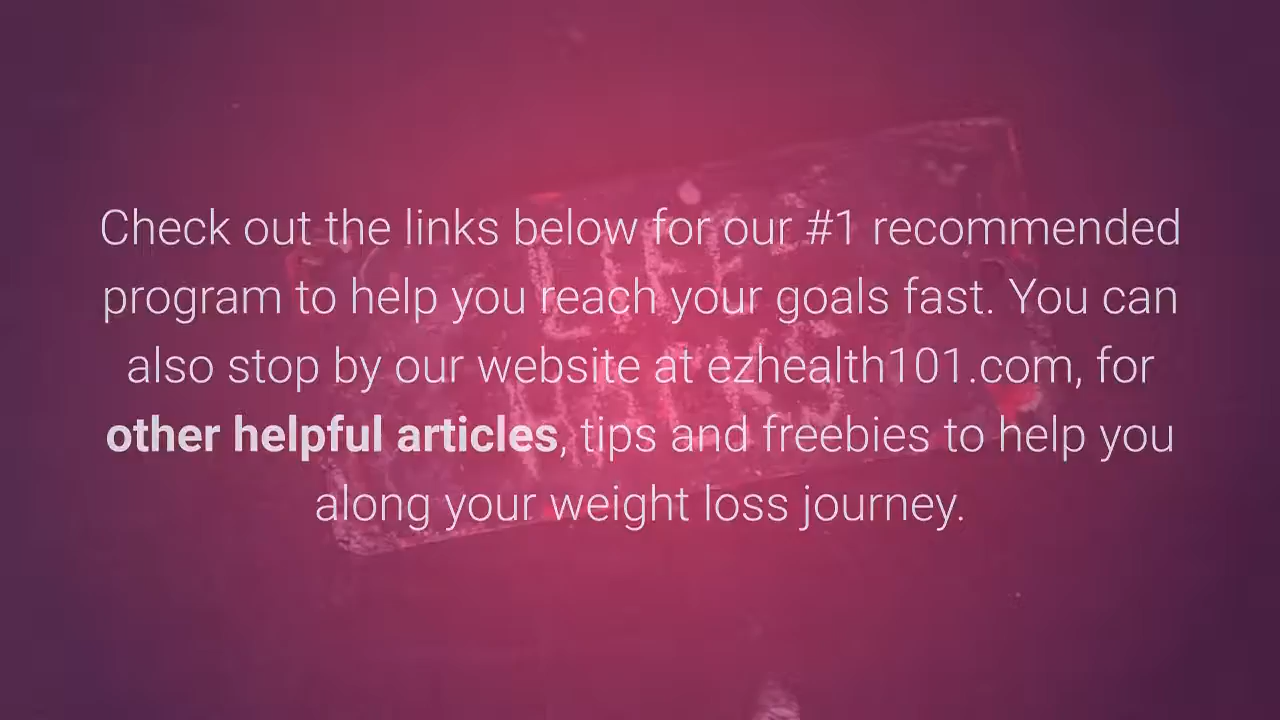 Check out the links below for our #1 recommended
program to help you reach your goals fast. You can
also stop by our website at ezhealth101.com, for
other helpful articles, tips and freebies to help you
along your weight loss journey.
LIFE
HACKS